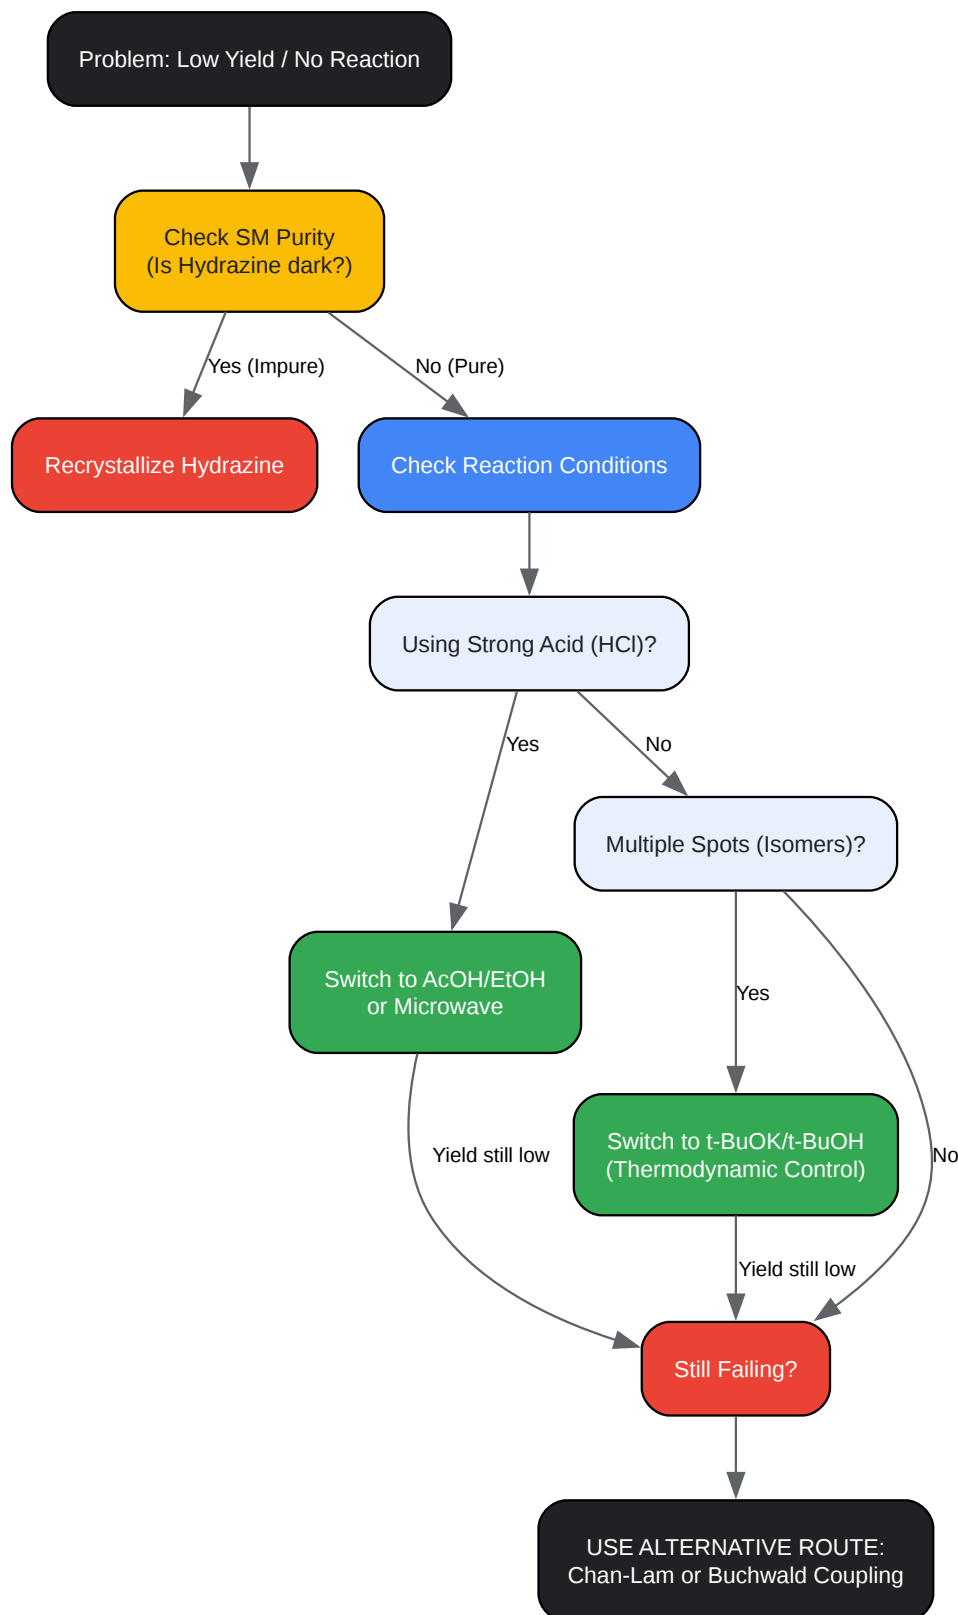 Problem: Low Yield / No Reaction
Check SM Purity
(Is Hydrazine dark?)
Yes (Impure)
No (Pure)
Recrystallize Hydrazine
Check Reaction Conditions
Using Strong Acid (HCl)?
Yes
No
Multiple Spots (Isomers)?
Switch to AcOH/EtOH
or Microwave
Yes
Switch to t-BuOK/t-BuOH
(Thermodynamic Control)
Yield still low
No
Yield still low
Still Failing?
USE ALTERNATIVE ROUTE:
Chan-Lam or Buchwald Coupling